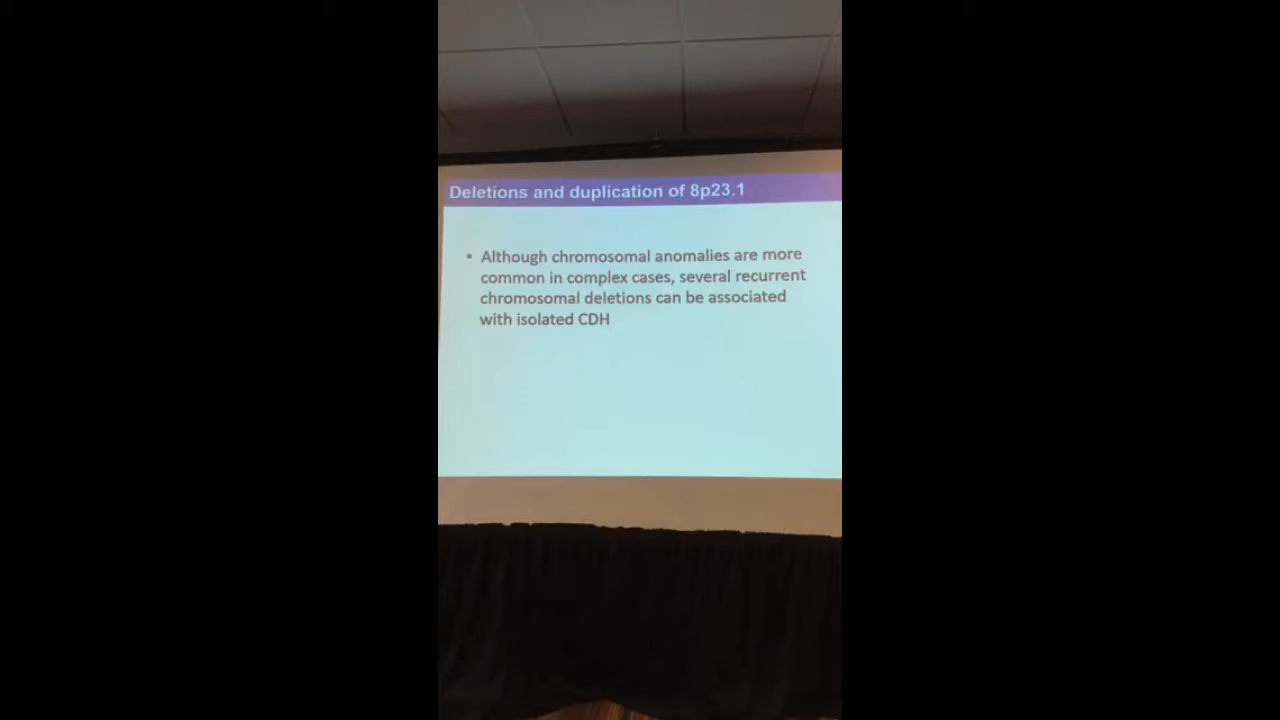 Deletions and duplication of 8p23.1
• Although chromosomal anomalies are more
common in complex cases, several recurrent
chromosomal deletions can be associated
with isolated CDH